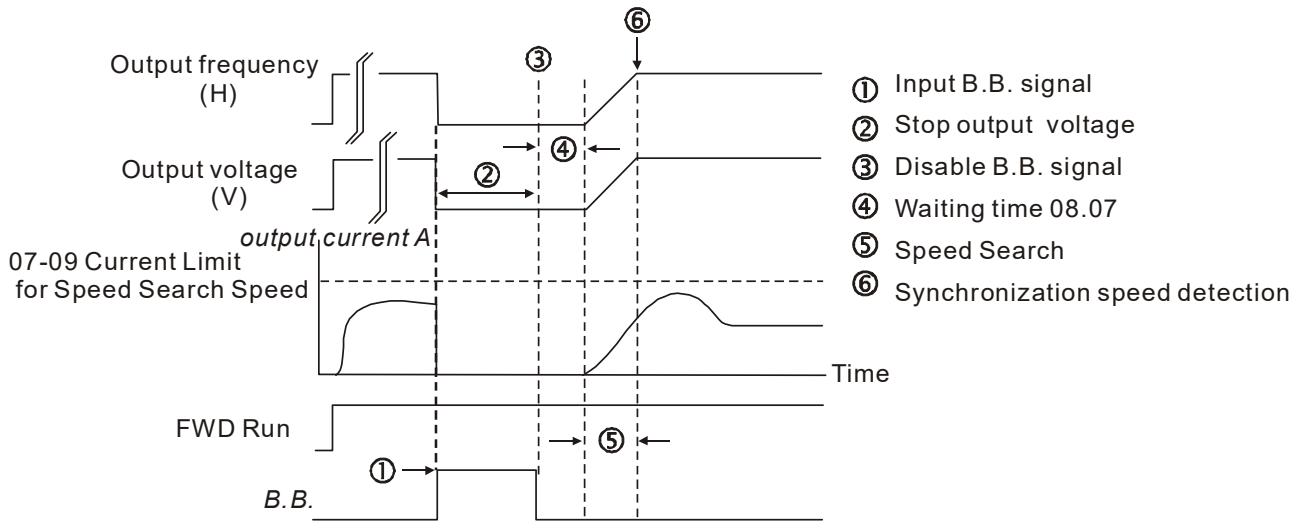 ⑥
③
Output frequency
(H)
① Input B.B. signal
② Stop output voltage
③ Disable B.B. signal
④ Waiting time 08.07
⑤ Speed Search
⑥ Synchronization speed detection
④
Output voltage
(V)
②
output current A
07-09 Current Limit
for Speed Search Speed
Time
FWD Run
⑤
①
B.B.